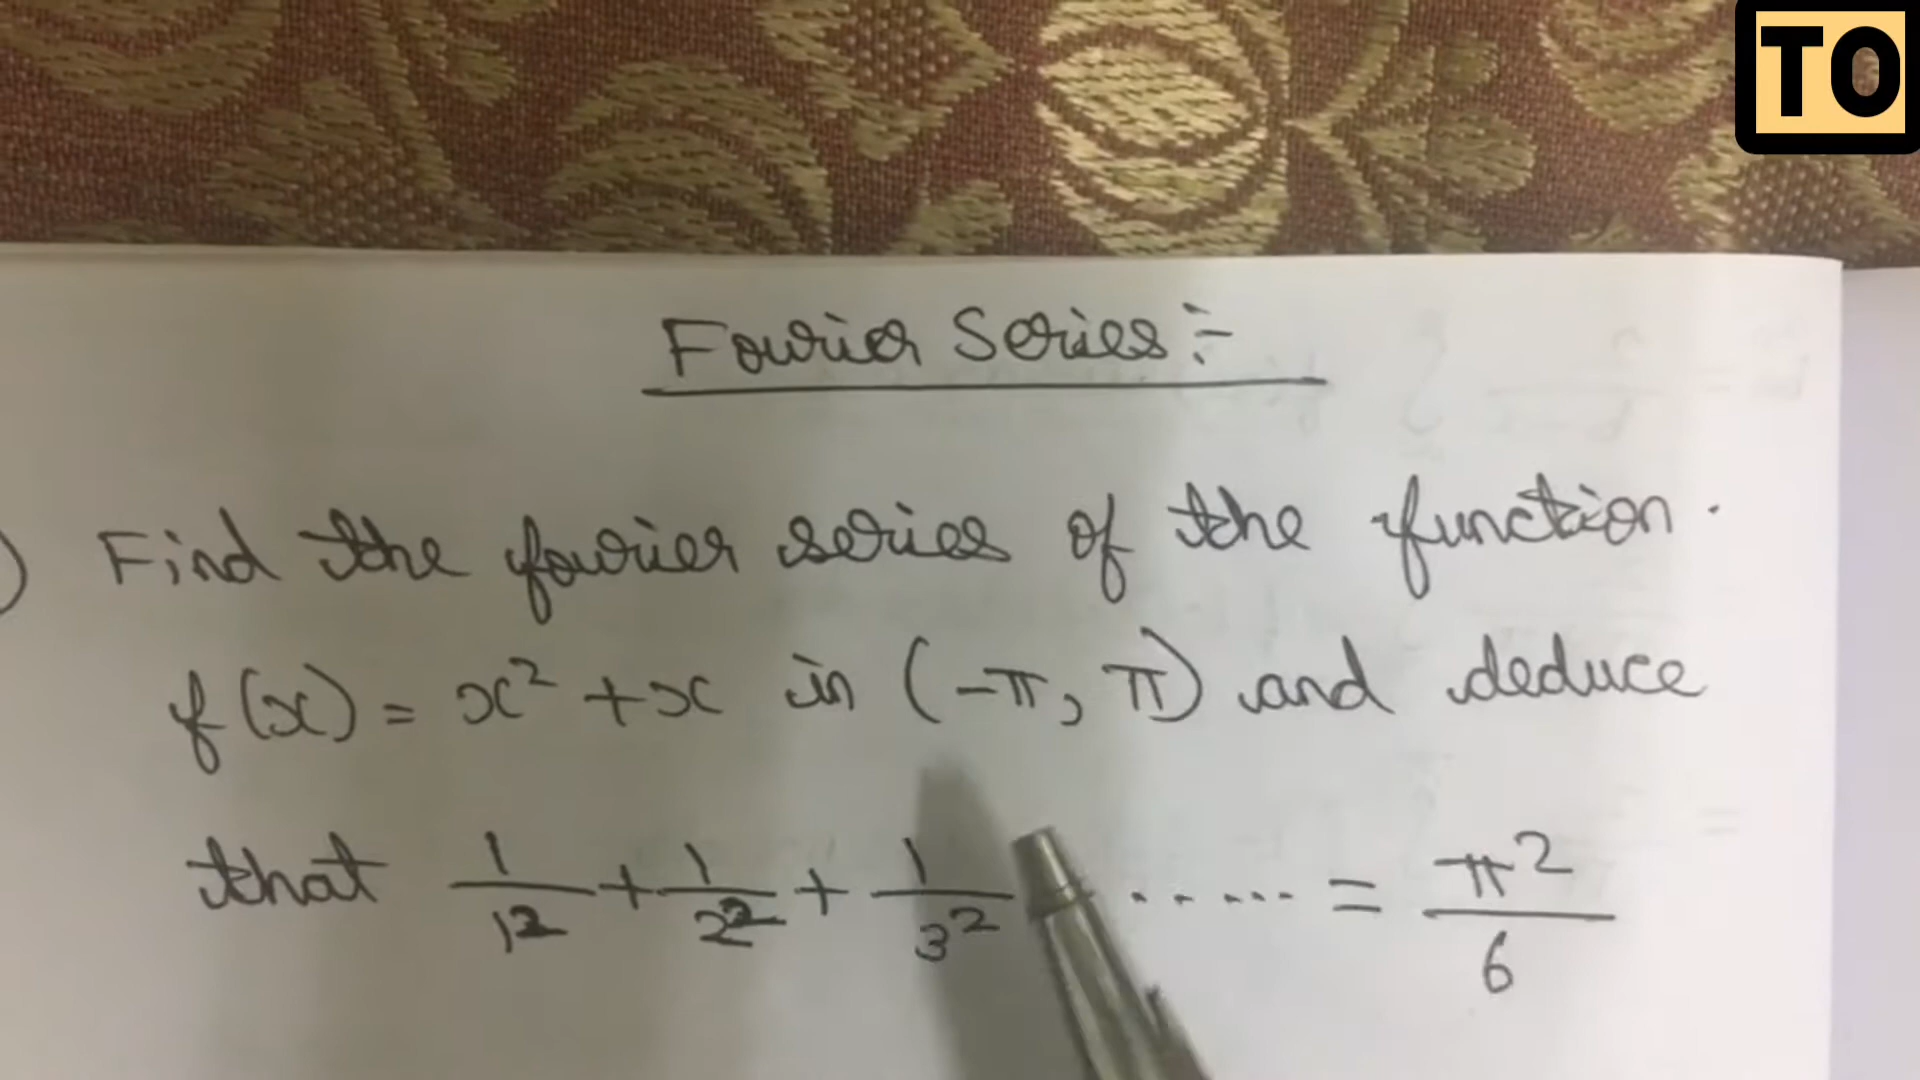 TO
Fourier Series:-
) Find the fourier series of the function.
f(x) = x² + x in (-π, π) and deduce
that 1/1² + 1/2² + 1/3² ...... = π²/6